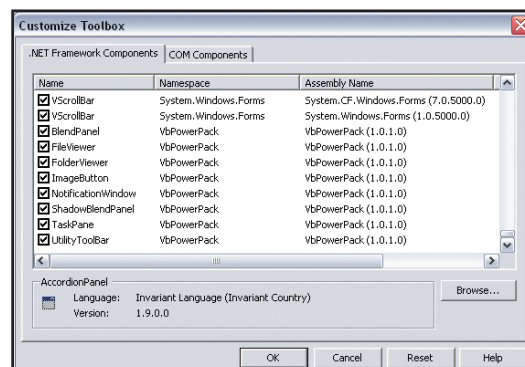 Customize Toolbox
.NET Framework Components COM Components
Name Namespace Assembly Name
VScrollBar System.Windows.Forms System.CF.Windows.Forms (7.0.5000.0)
VScrollBar System.Windows.Forms System.Windows.Forms (1.0.5000.0)
BlendPanel VbPowerPack VbPowerPack (1.0.1.0)
FileViewer VbPowerPack VbPowerPack (1.0.1.0)
FolderViewer VbPowerPack VbPowerPack (1.0.1.0)
ImageButton VbPowerPack VbPowerPack (1.0.1.0)
NotificationWindow VbPowerPack VbPowerPack (1.0.1.0)
ShadowBlendPanel VbPowerPack VbPowerPack (1.0.1.0)
TaskPane VbPowerPack VbPowerPack (1.0.1.0)
UtilityToolBar VbPowerPack VbPowerPack (1.0.1.0)
AccordionPanel
Language: Invariant Language (Invariant Country)
Version: 1.9.0.0
Browse...
OK Cancel Reset Help